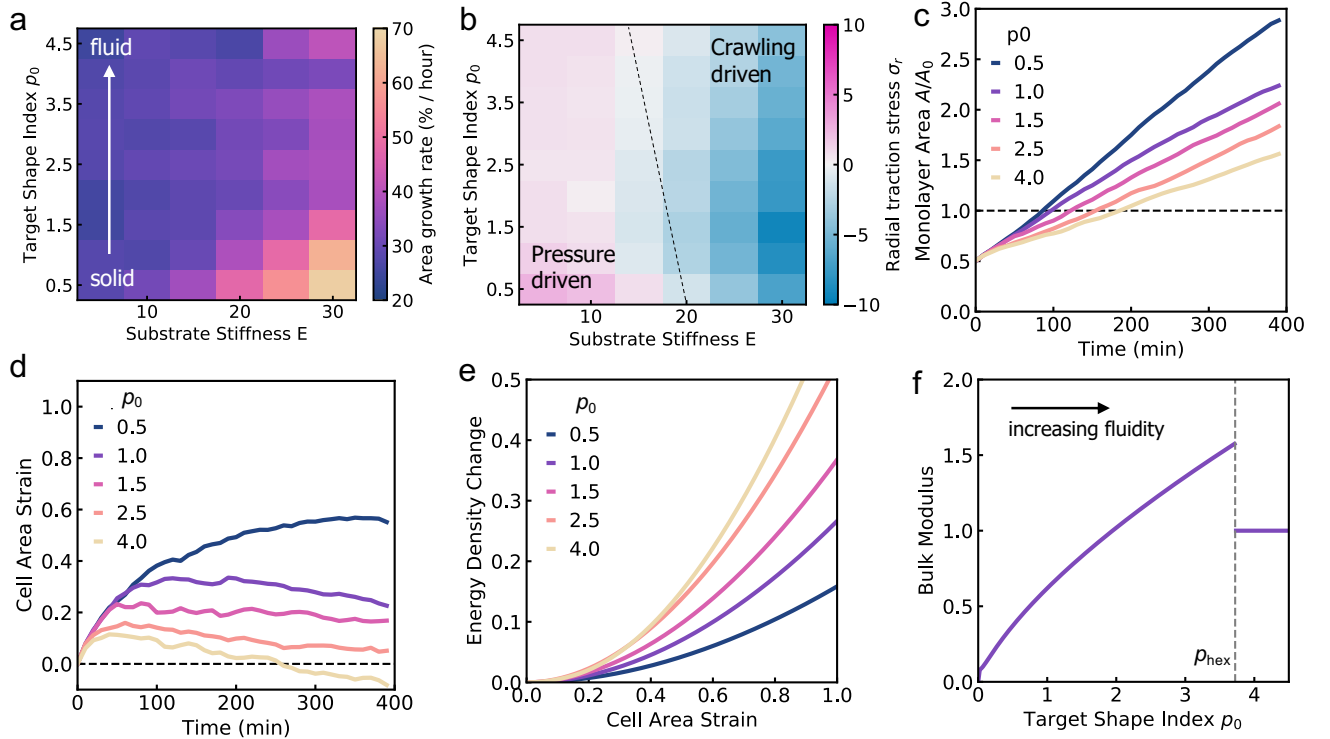 a
fluid
solid
4.5
3.5
2.5
1.5
0.5
Target Shape Index p₀
10
20
30
Substrate Stiffness E
70
60
50
40
30
20
Area growth rate (% / hour)
b
Crawling
driven
Pressure
driven
4.5
3.5
2.5
1.5
0.5
Target Shape Index p₀
10
20
30
Substrate Stiffness E
10
5
0
−5
−10
Radial traction stress σᵣ
c
p0
0.5
1.0
1.5
2.5
4.0
3.0
2.5
2.0
1.5
1.0
0.5
0.0
Monolayer Area A/A₀
0
100
200
300
400
Time (min)
d
p₀
0.5
1.0
1.5
2.5
4.0
1.0
0.8
0.6
0.4
0.2
0.0
Cell Area Strain
0
100
200
300
400
Time (min)
e
p₀
0.5
1.0
1.5
2.5
4.0
0.5
0.4
0.3
0.2
0.1
0.0
Energy Density Change
0.0
0.2
0.4
0.6
0.8
1.0
Cell Area Strain
f
increasing fluidity
p_hex
2.0
1.5
1.0
0.5
0.0
Bulk Modulus
0
1
2
3
4
Target Shape Index p₀